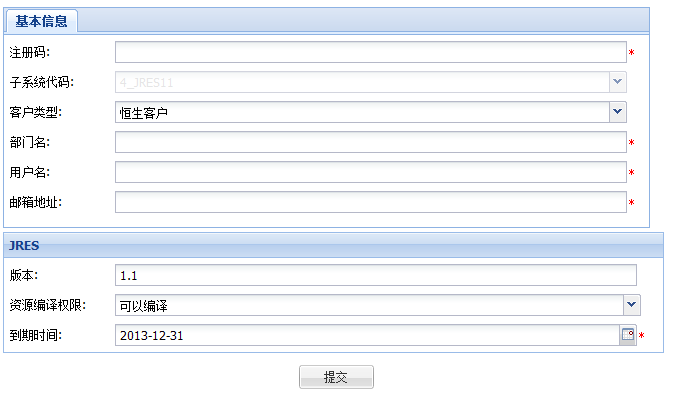 基本信息
注册码: *
子系统代码: 4_JRES11
客户类型: 恒生客户
部门名: *
用户名: *
邮箱地址: *
JRES
版本: 1.1
资源编译权限: 可以编译
到期时间: 2013-12-31 *
提交